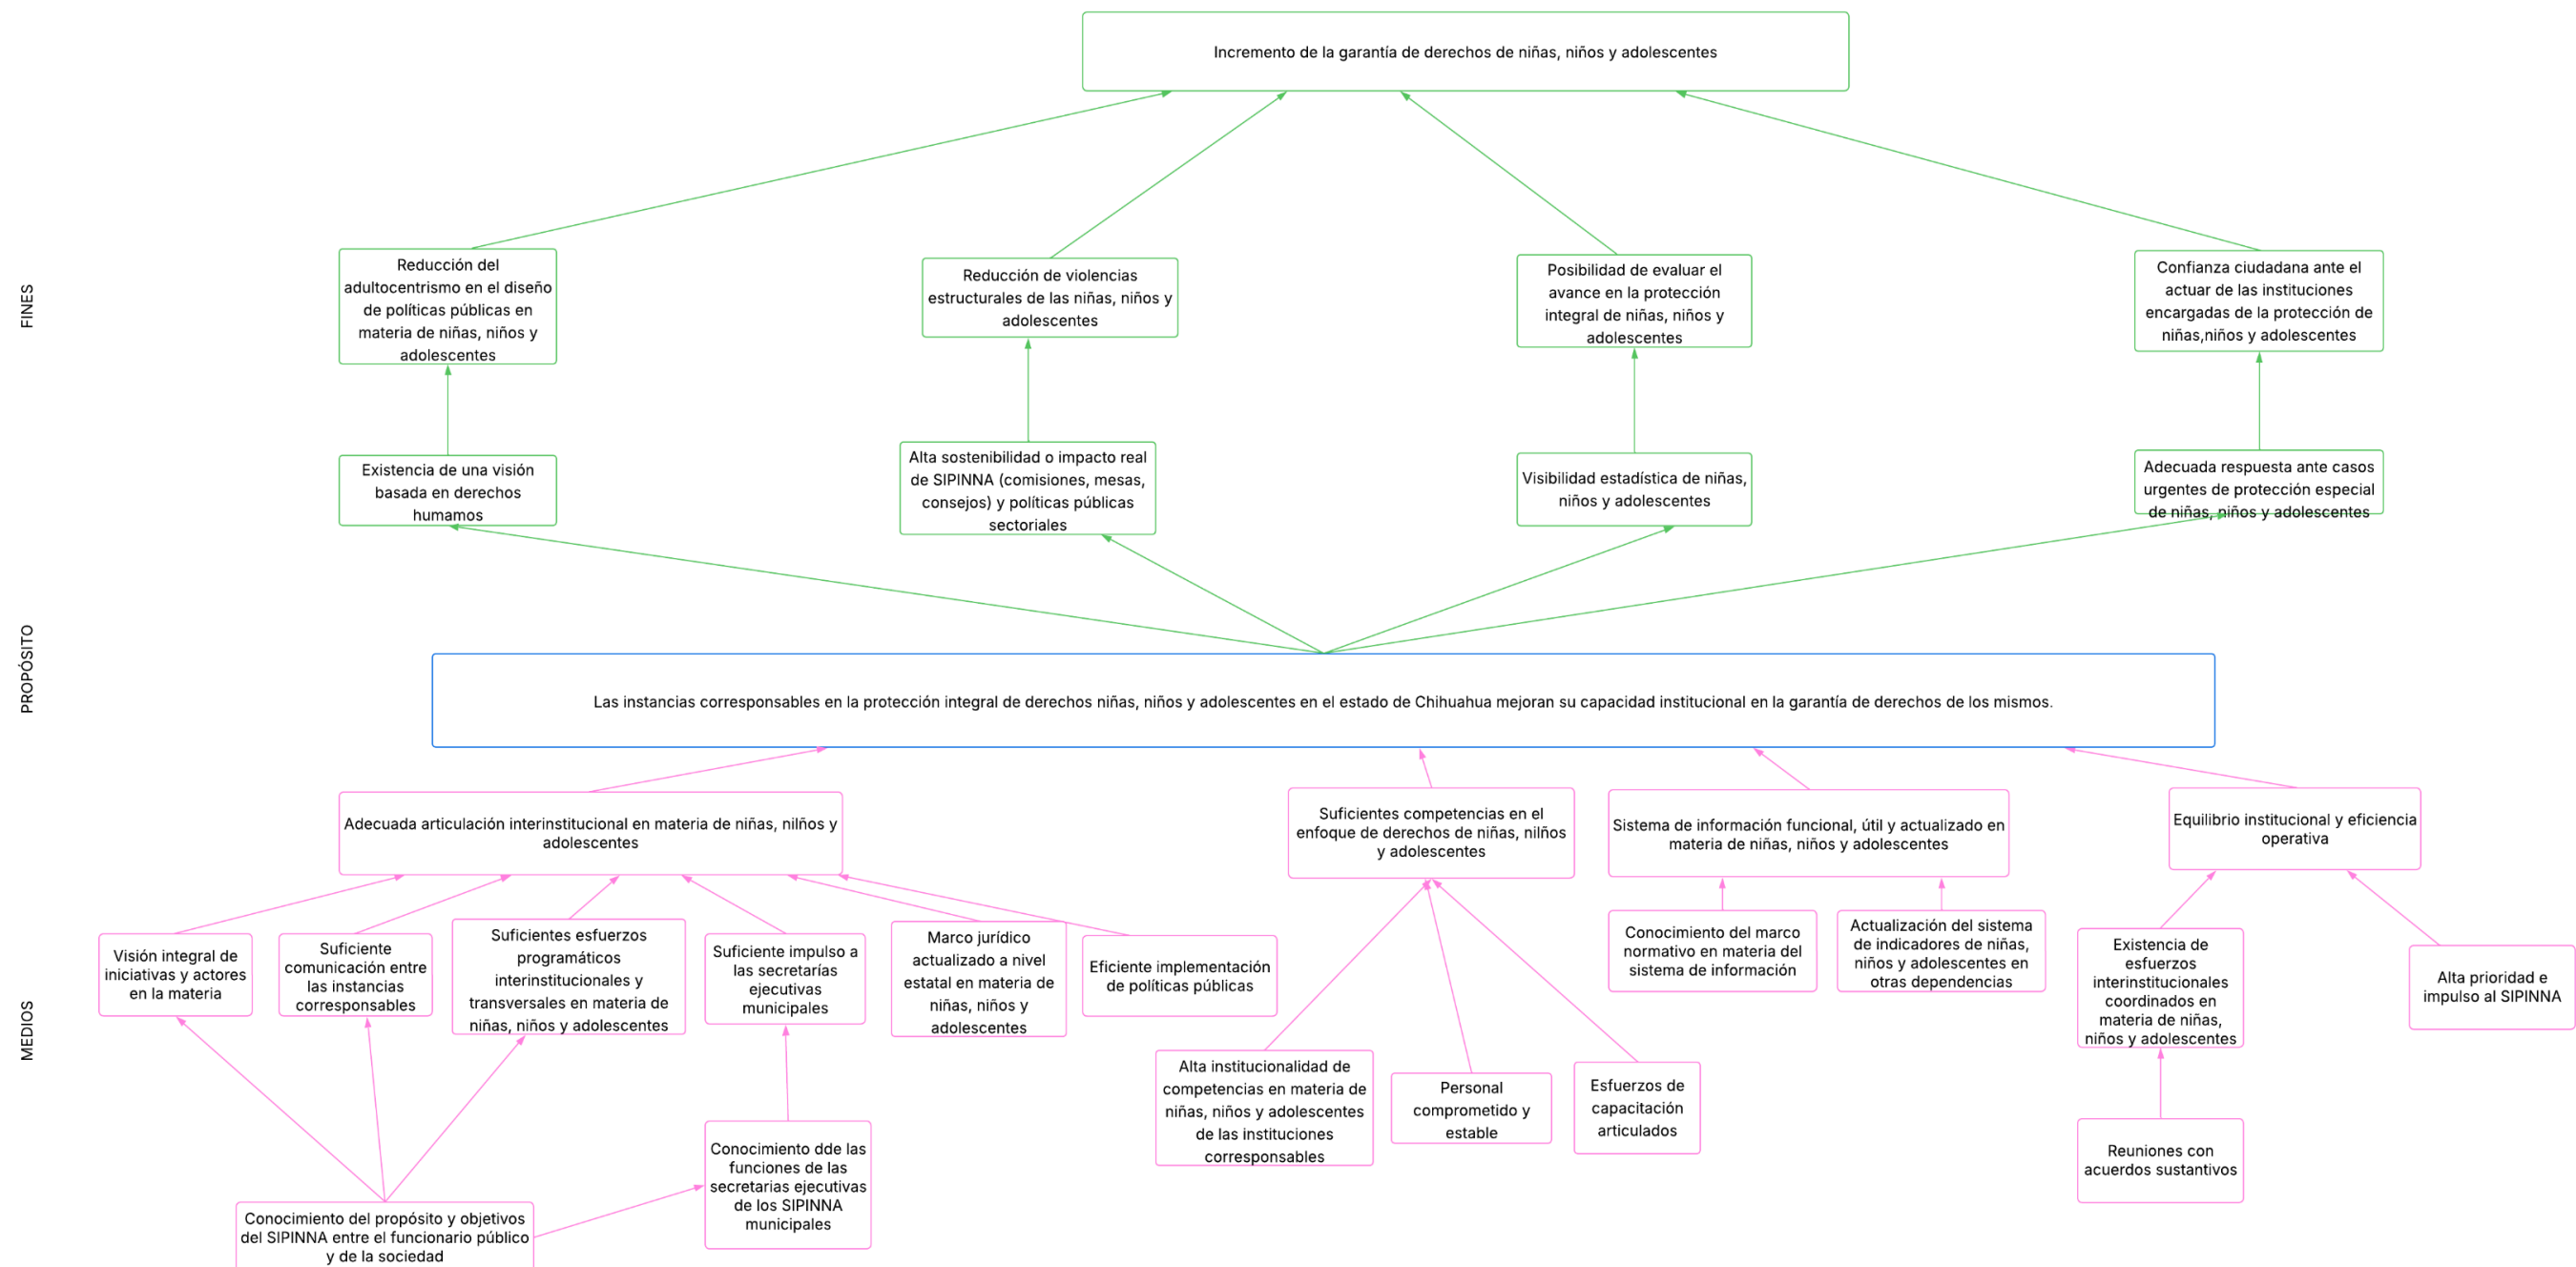 Incremento de la garantía de derechos de niñas, niños y adolescentes
FINES
Reducción del
adultocentrismo en el diseño
de políticas públicas en
materia de niñas, niños y
adolescentes
Reducción de violencias
estructurales de las niñas, niños y
adolescentes
Posibilidad de evaluar el
avance en la protección
integral de niñas, niños y
adolescentes
Confianza ciudadana ante el
actuar de las instituciones
encargadas de la protección de
niñas,niños y adolescentes
Existencia de una visión
basada en derechos
humamos
Alta sostenibilidad o impacto real
de SIPINNA (comisiones, mesas,
consejos) y políticas públicas
sectoriales
Visibilidad estadística de niñas,
niños y adolescentes
Adecuada respuesta ante casos
urgentes de protección especial
de niñas, niños y adolescentes
PROPÓSITO
Las instancias corresponsables en la protección integral de derechos niñas, niños y adolescentes en el estado de Chihuahua mejoran su capacidad institucional en la garantía de derechos de los mismos.
MEDIOS
Adecuada articulación interinstitucional en materia de niñas, nilños y
adolescentes
Suficientes competencias en el
enfoque de derechos de niñas, nilños
y adolescentes
Sistema de información funcional, útil y actualizado en
materia de niñas, niños y adolescentes
Equilibrio institucional y eficiencia
operativa
Visión integral de
iniciativas y actores
en la materia
Suficiente
comunicación entre
las instancias
corresponsables
Suficientes esfuerzos
programáticos
interinstitucionales y
transversales en materia de
niñas, niños y adolescentes
Suficiente impulso a
las secretarías
ejecutivas
municipales
Marco jurídico
actualizado a nivel
estatal en materia de
niñas, niños y
adolescentes
Eficiente implementación
de políticas públicas
Conocimiento del marco
normativo en materia del
sistema de información
Actualización del sistema
de indicadores de niñas,
niños y adolescentes en
otras dependencias
Existencia de
esfuerzos
interinstitucionales
coordinados en
materia de niñas,
niños y adolescentes
Alta prioridad e
impulso al SIPINNA
Alta institucionalidad de
competencias en materia de
niñas, niños y adolescentes
de las instituciones
corresponsables
Personal
comprometido y
estable
Esfuerzos de
capacitación
articulados
Reuniones con
acuerdos sustantivos
Conocimiento dde las
funciones de las
secretarias ejecutivas
de los SIPINNA
municipales
Conocimiento del propósito y objetivos
del SIPINNA entre el funcionario público
y de la sociedad